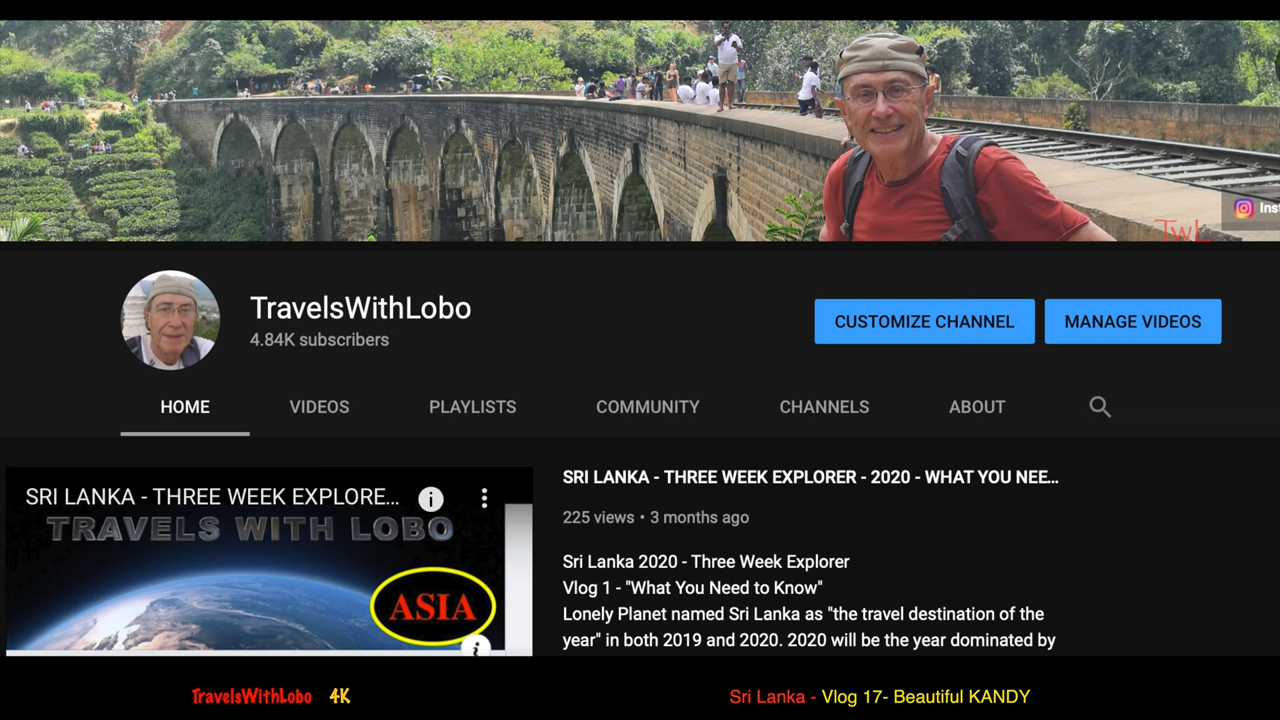 Inst
TwL
TravelsWithLobo
4.84K subscribers
CUSTOMIZE CHANNEL
MANAGE VIDEOS
HOME
VIDEOS
PLAYLISTS
COMMUNITY
CHANNELS
ABOUT
SRI LANKA - THREE WEEK EXPLORE...
TRAVELS WITH LOBO
ASIA
SRI LANKA - THREE WEEK EXPLORER - 2020 - WHAT YOU NEE...
225 views • 3 months ago
Sri Lanka 2020 - Three Week Explorer
Vlog 1 - "What You Need to Know"
Lonely Planet named Sri Lanka as "the travel destination of the
year" in both 2019 and 2020. 2020 will be the year dominated by
TravelsWithLobo 4K
Sri Lanka - Vlog 17- Beautiful KANDY